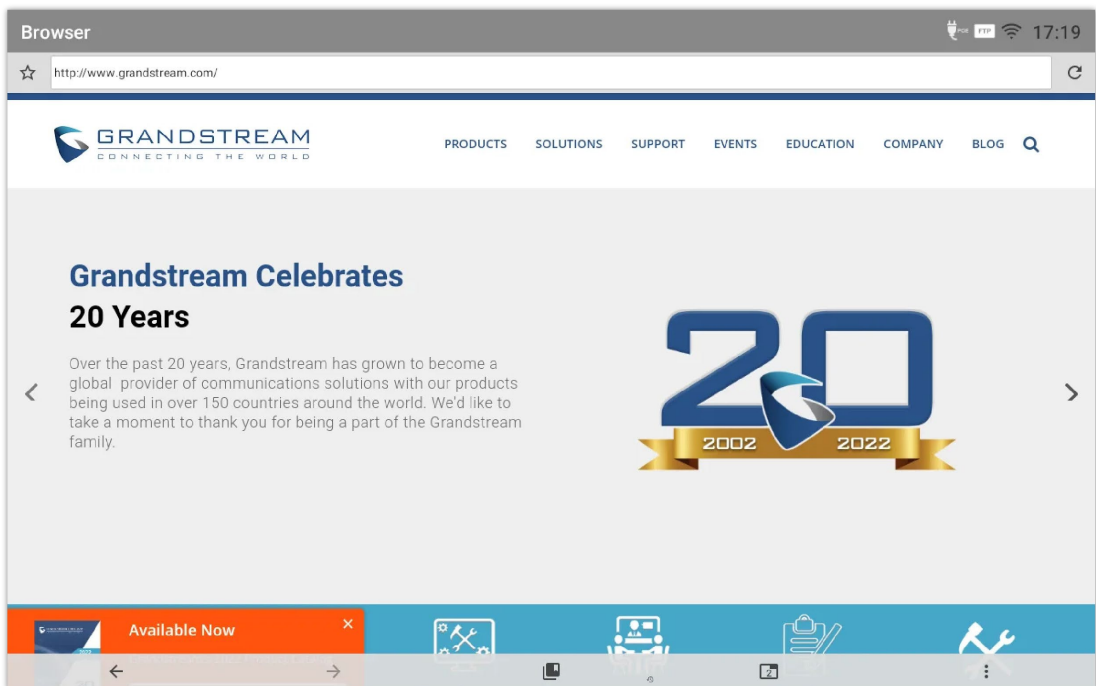 Browser
POE FTP 17:19
http://www.grandstream.com/
GRANDSTREAM
CONNECTING THE WORLD
PRODUCTS SOLUTIONS SUPPORT EVENTS EDUCATION COMPANY BLOG
Grandstream Celebrates
20 Years
Over the past 20 years, Grandstream has grown to become a
global provider of communications solutions with our products
being used in over 150 countries around the world. We'd like to
take a moment to thank you for being a part of the Grandstream
family.
20
2002 2022
Available Now
2